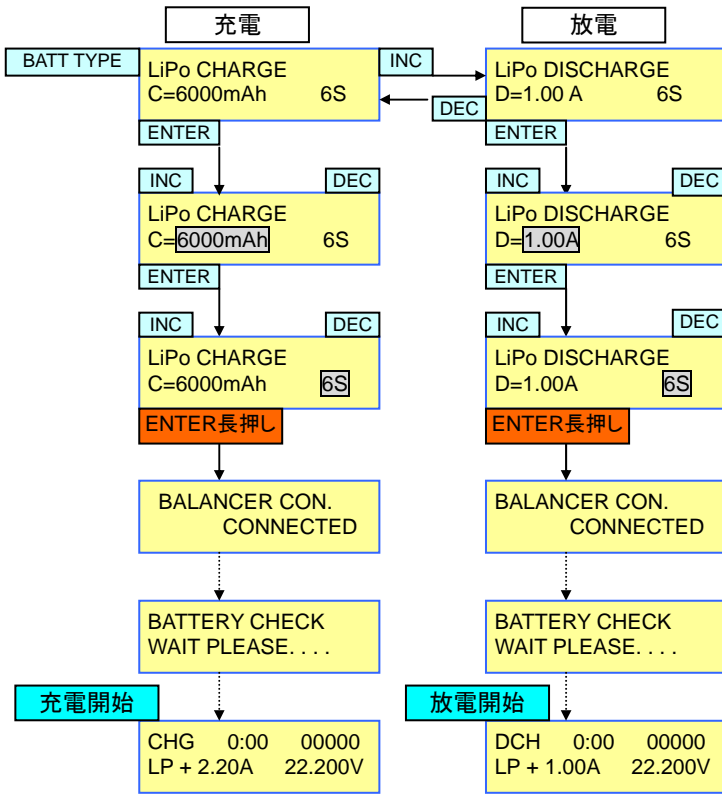 充電
BATT TYPE
LiPo CHARGE
C=6000mAh 6S
INC
ENTER
INC
DEC
LiPo CHARGE
C=6000mAh 6S
ENTER
INC
DEC
LiPo CHARGE
C=6000mAh 6S
ENTER長押し
BALANCER CON.
CONNECTED
BATTERY CHECK
WAIT PLEASE. . . .
充電開始
CHG 0:00 00000
LP + 2.20A 22.200V
放電
LiPo DISCHARGE
D=1.00 A 6S
DEC
ENTER
INC
DEC
LiPo DISCHARGE
D=1.00A 6S
ENTER
INC
DEC
LiPo DISCHARGE
D=1.00A 6S
ENTER長押し
BALANCER CON.
CONNECTED
BATTERY CHECK
WAIT PLEASE. . . .
放電開始
DCH 0:00 00000
LP + 1.00A 22.200V